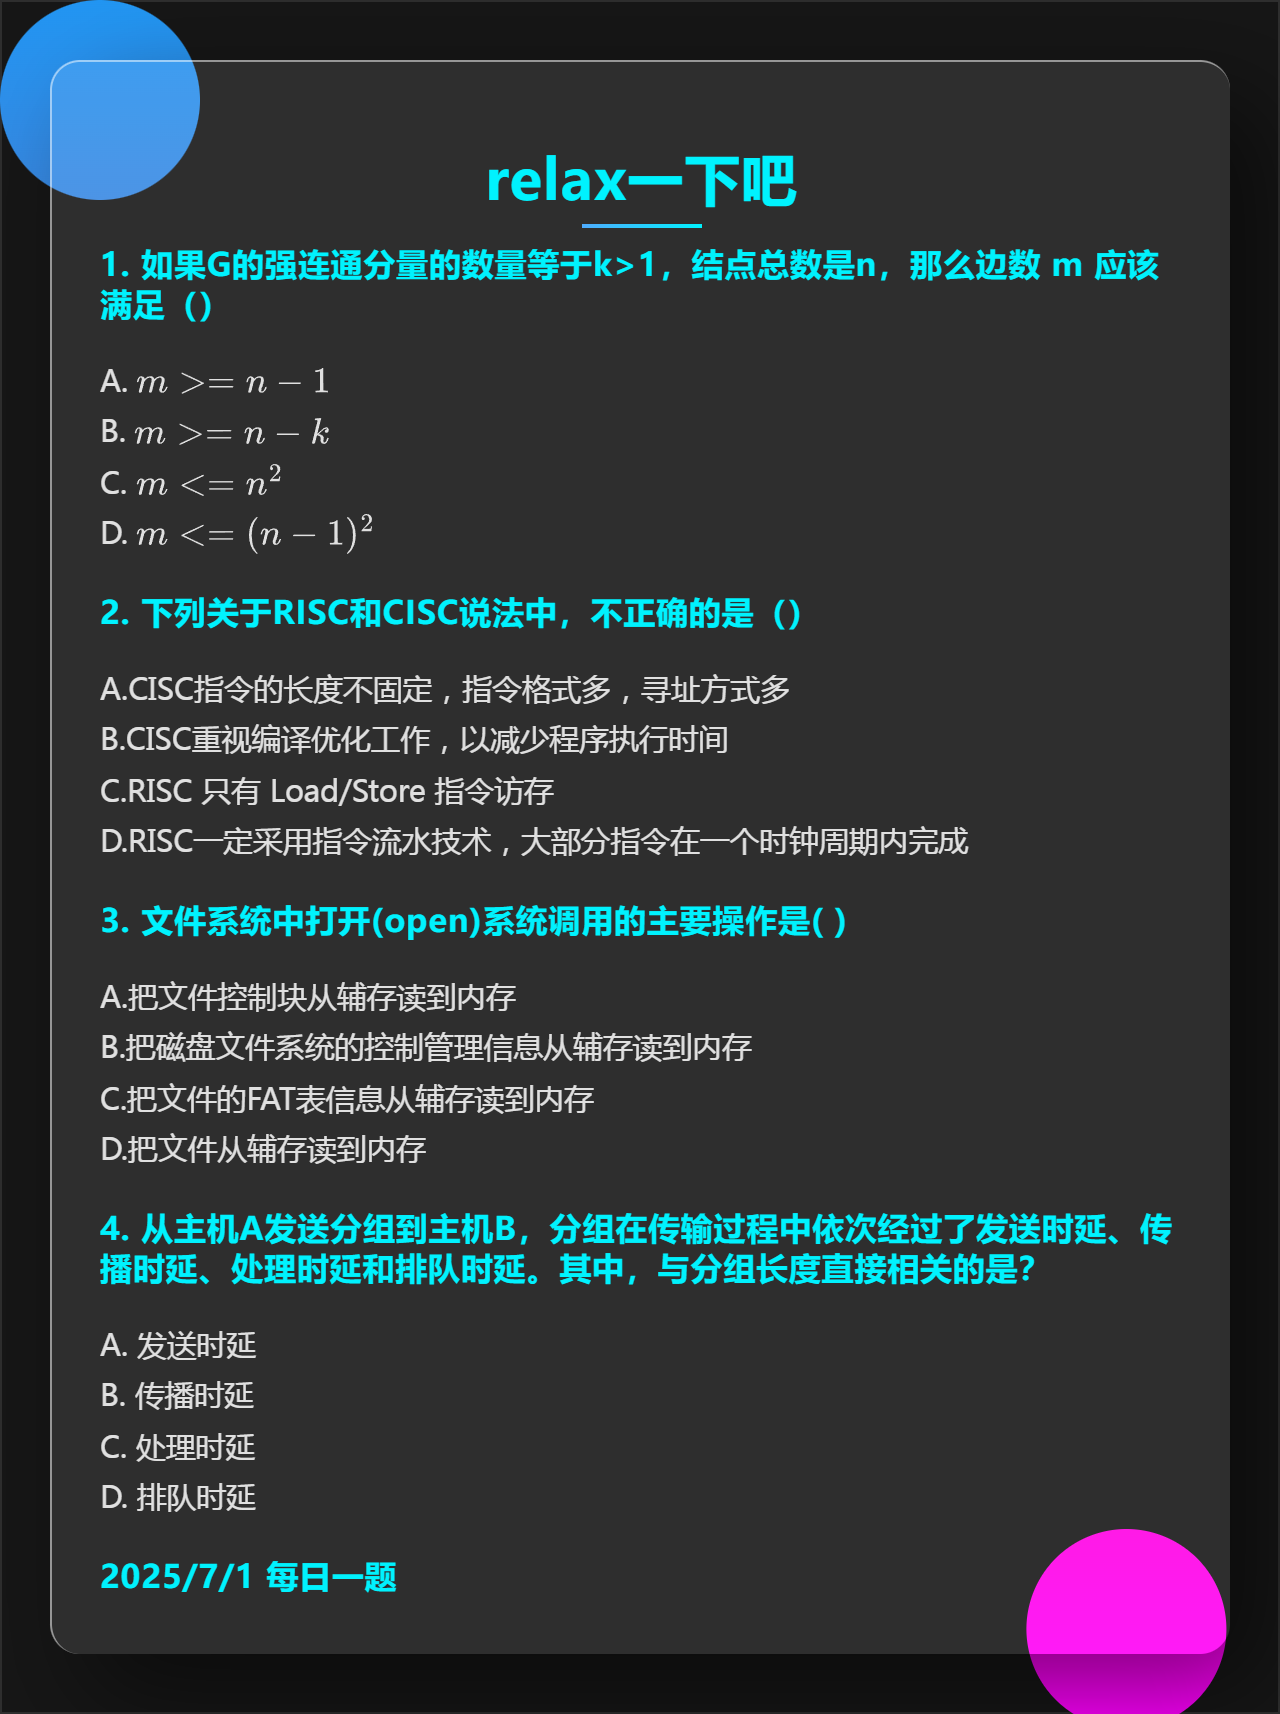 relax一下吧
1. 如果G的强连通分量的数量等于k>1，结点总数是n，那么边数 m 应该
满足（）
A. m >= n − 1
B. m >= n − k
C. m <= n²
D. m <= (n − 1)²
2. 下列关于RISC和CISC说法中，不正确的是（）
A.CISC指令的长度不固定，指令格式多，寻址方式多
B.CISC重视编译优化工作，以减少程序执行时间
C.RISC 只有 Load/Store 指令访存
D.RISC一定采用指令流水技术，大部分指令在一个时钟周期内完成
3. 文件系统中打开(open)系统调用的主要操作是( )
A.把文件控制块从辅存读到内存
B.把磁盘文件系统的控制管理信息从辅存读到内存
C.把文件的FAT表信息从辅存读到内存
D.把文件从辅存读到内存
4. 从主机A发送分组到主机B，分组在传输过程中依次经过了发送时延、传
播时延、处理时延和排队时延。其中，与分组长度直接相关的是？
A. 发送时延
B. 传播时延
C. 处理时延
D. 排队时延
2025/7/1 每日一题